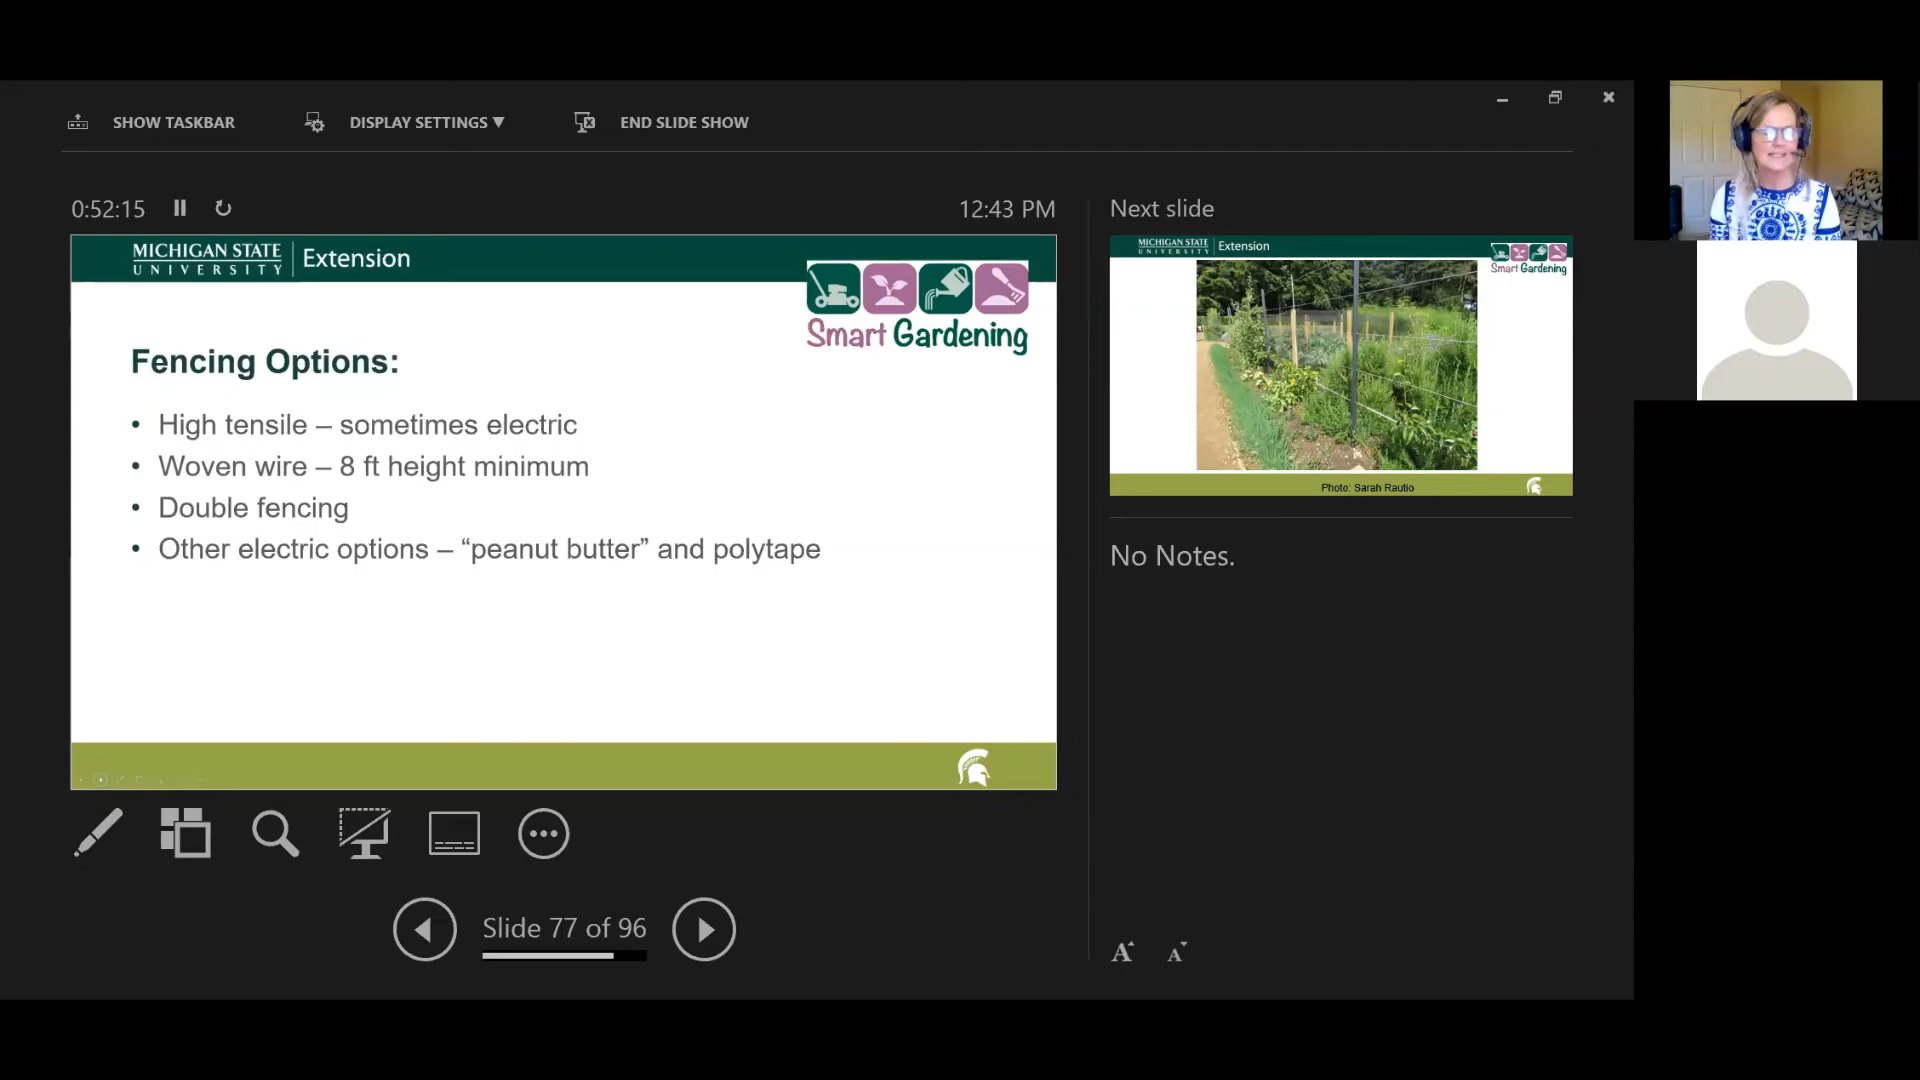 SHOW TASKBAR
DISPLAY SETTINGS ▼
END SLIDE SHOW
0:52:15
12:43 PM
MICHIGAN STATE
UNIVERSITY
Extension
Smart Gardening
Fencing Options:
• High tensile – sometimes electric
• Woven wire – 8 ft height minimum
• Double fencing
• Other electric options – “peanut butter” and polytape
Slide 77 of 96
Next slide
MICHIGAN STATE
UNIVERSITY
Extension
Smart Gardening
Photo: Sarah Rautio
No Notes.
A
A